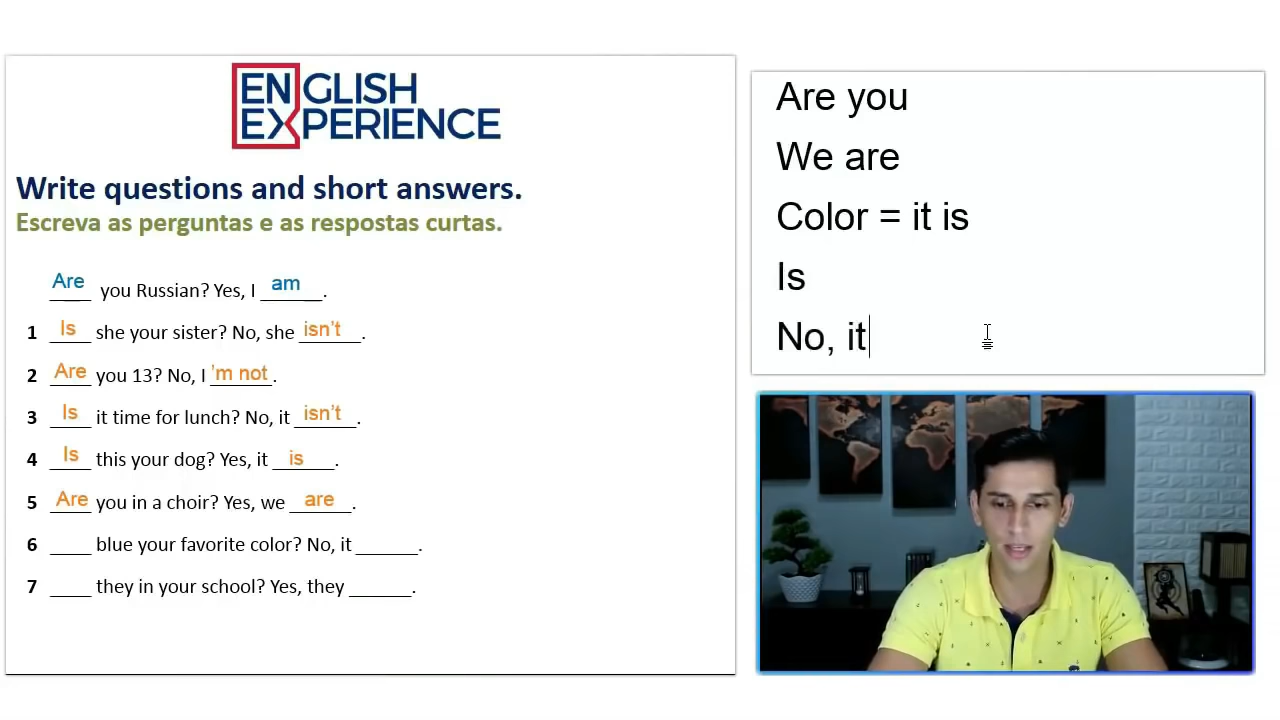 ENGLISH
EXPERIENCE
Write questions and short answers.
Escreva as perguntas e as respostas curtas.
Are you Russian? Yes, I am.
1 Is she your sister? No, she isn't.
2 Are you 13? No, I 'm not.
3 Is it time for lunch? No, it isn't.
4 Is this your dog? Yes, it is.
5 Are you in a choir? Yes, we are.
6 ____ blue your favorite color? No, it ______.
7 ____ they in your school? Yes, they ______.
Are you
We are
Color = it is
Is
No, it